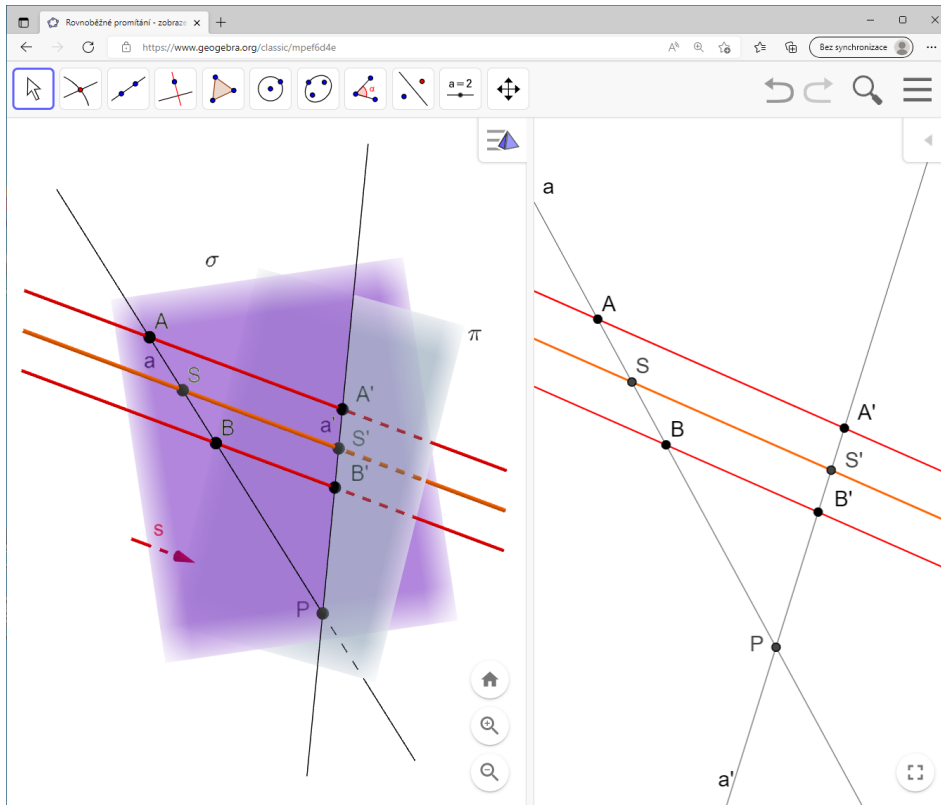 Rovnoběžné promítání - zobraze
https://www.geogebra.org/classic/mpef6d4e
Bez synchronizace
α
a = 2
σ
π
A
a
S
B
A'
a'
S'
B'
s
P
a
A
S
B
A'
S'
B'
P
a'